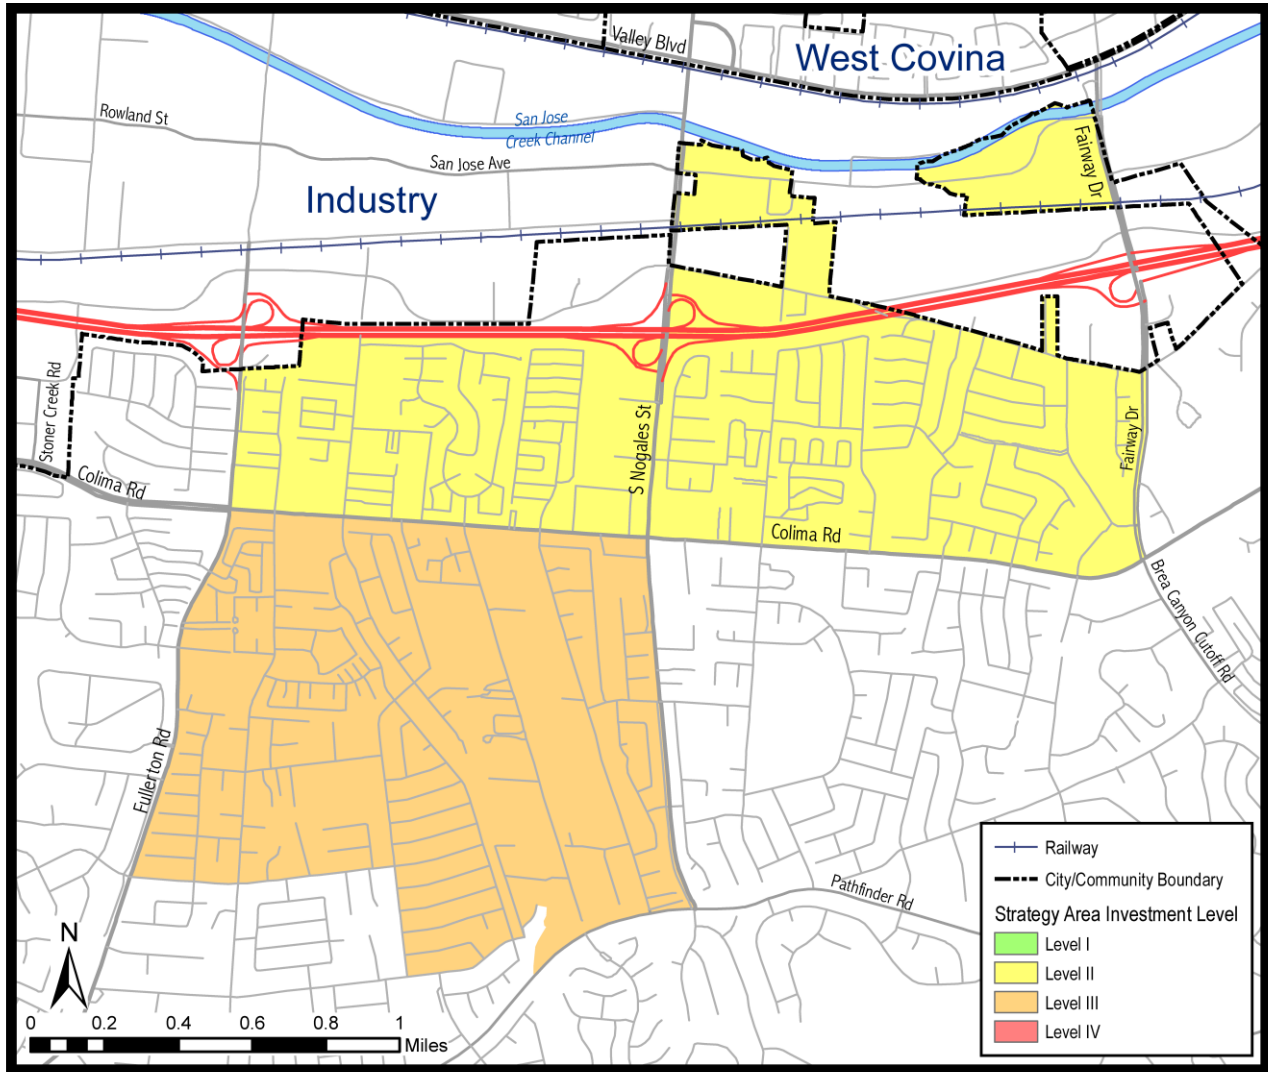 Valley Blvd
West Covina
Rowland St
San Jose
Creek Channel
San Jose Ave
Fairway Dr
Industry
Stoner Creek Rd
S Nogales St
Fairway Dr
Colima Rd
Colima Rd
Brea Canyon Cutoff Rd
Fullerton Rd
Pathfinder Rd
Railway
City/Community Boundary
Strategy Area Investment Level
Level I
Level II
Level III
Level IV
N
0 0.2 0.4 0.6 0.8 1
Miles